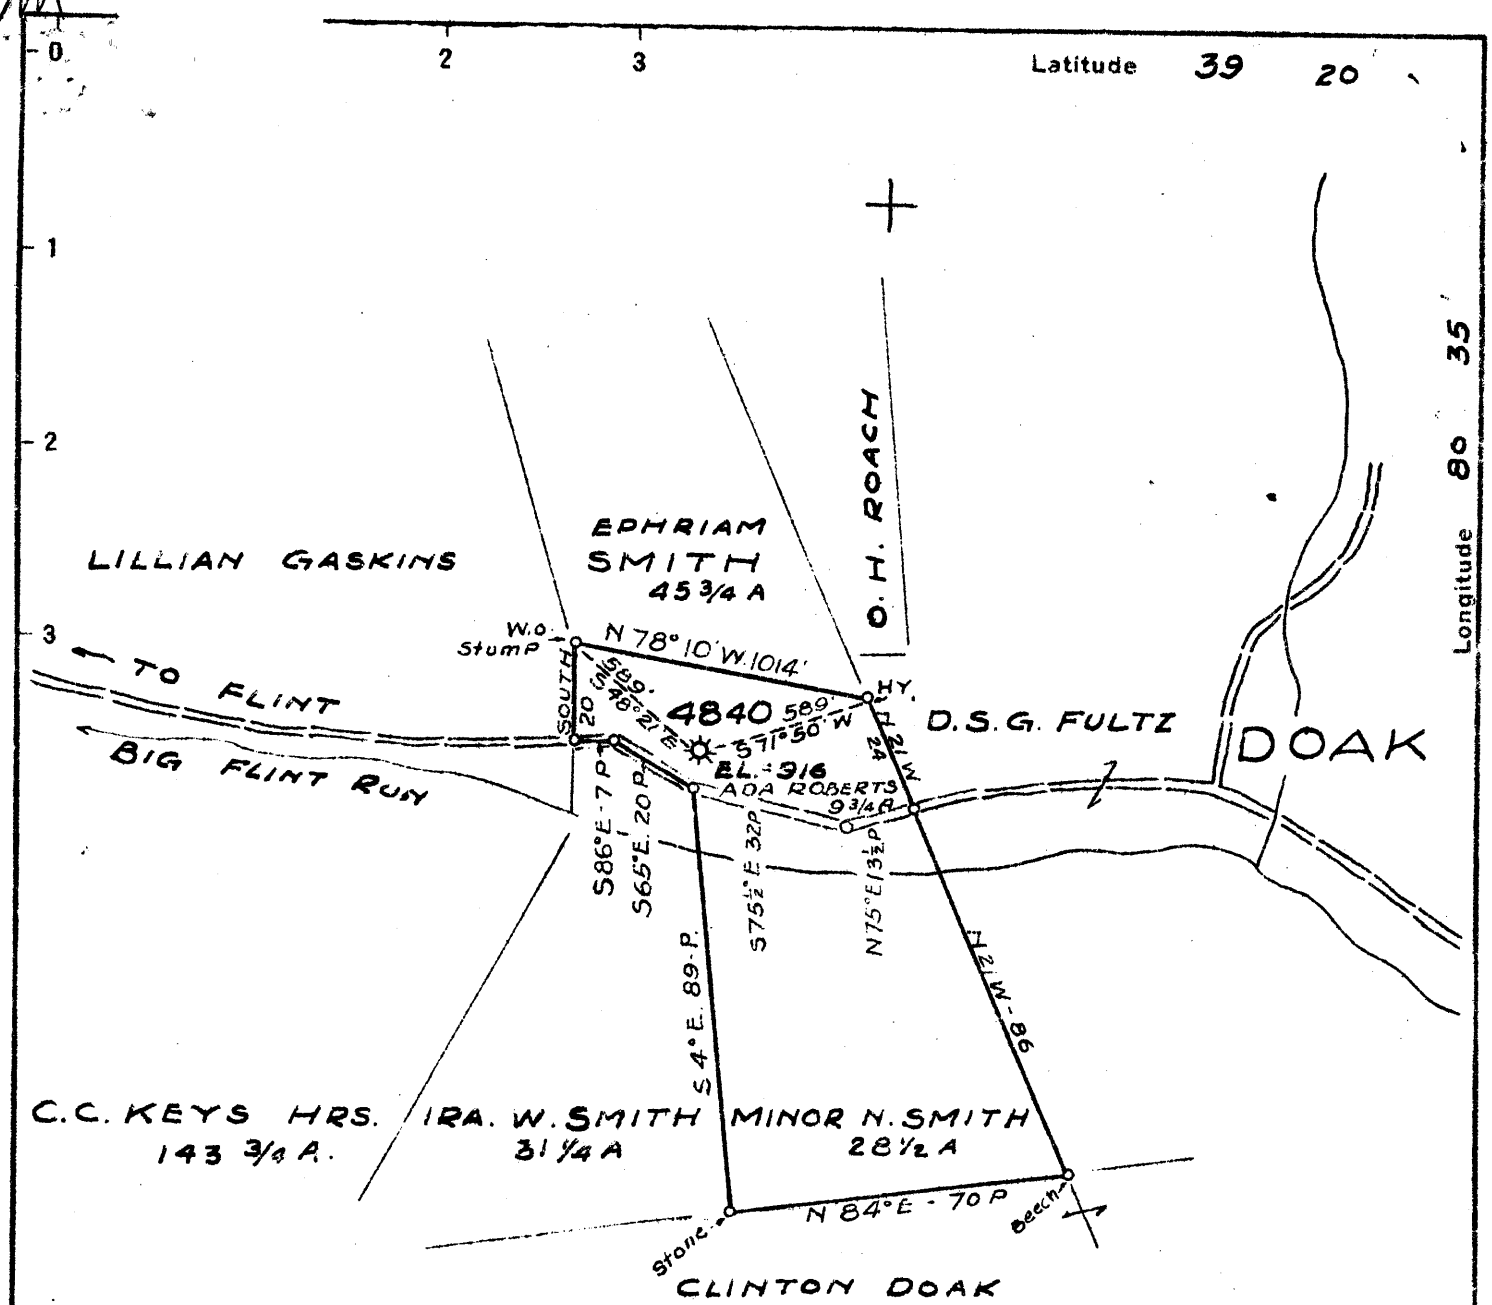 0
2
3
Latitude 39 20
1
2
3
Longitude 80 35
O. H. ROACH
EPHRIAM
SMITH
45 3/4 A
LILLIAN GASKINS
W.O.
Stump
N 78° 10' W. 1014'
HY.
TO FLINT
SOUTH
20
48° 21' E
4840
589'
S 71° 50' W
N 21 W
24
D.S.G. FULTZ
DOAK
BIG FLINT RUN
EL. = 916
ADA ROBERTS
9 3/4 A
S86°E - 7 P
S65°E. 20 P
S75½°E 32P
N75°E13½P
S 4° E. 89-P.
N 21 W - 86
C.C. KEYS HRS.
143 3/4 A.
IRA. W. SMITH
31 1/4 A
MINOR N. SMITH
28 1/2 A
N 84° E - 70 P
Beech
Stone
CLINTON DOAK